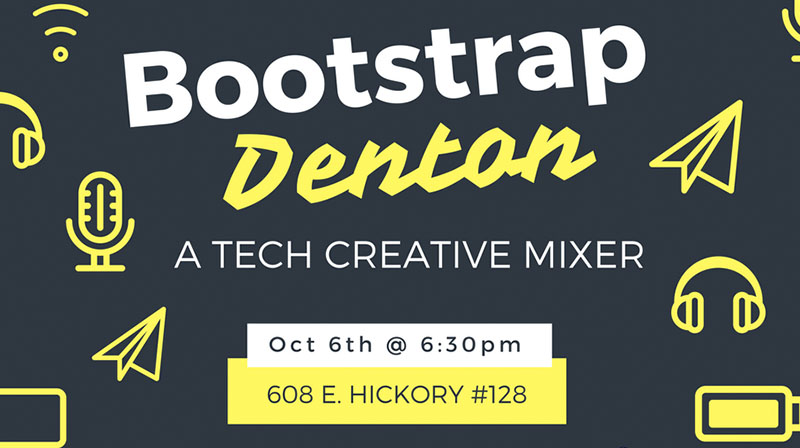 Bootstrap
Denton
A TECH CREATIVE MIXER
Oct 6th @ 6:30pm
608 E. HICKORY #128